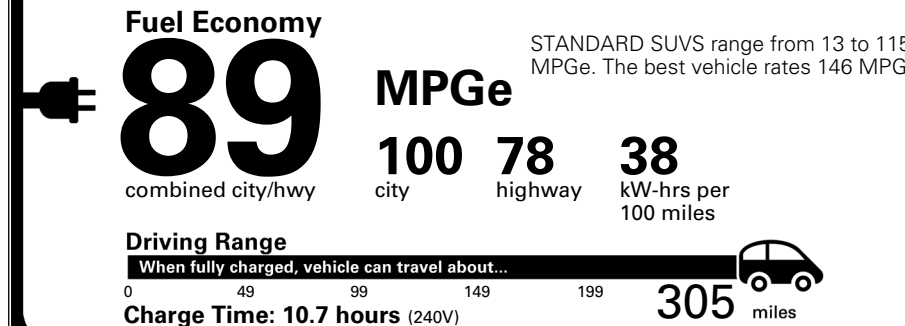 Fuel Economy
89
MPGe
STANDARD SUVS range from 13 to 115
MPGe. The best vehicle rates 146 MPG
combined city/hwy
100
city
78
highway
38
kW-hrs per
100 miles
Driving Range
When fully charged, vehicle can travel about...
0 49 99 149 199 305 miles
Charge Time: 10.7 hours (240V)